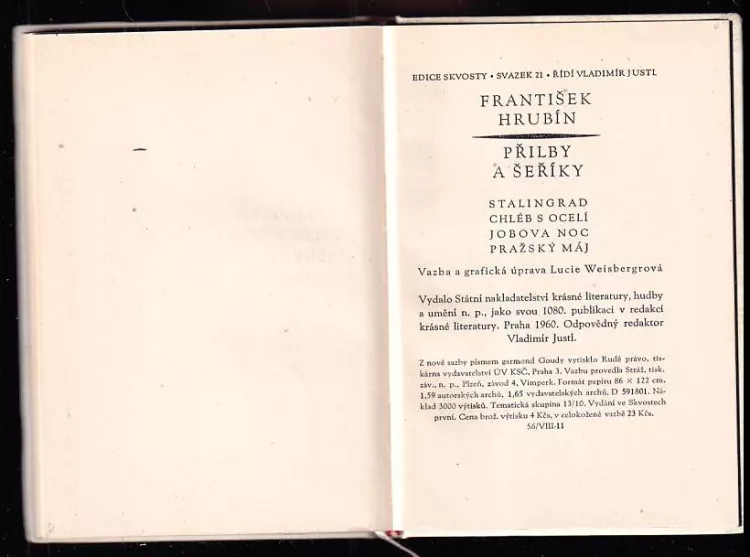 EDICE SKVOSTY • SVAZEK 21 • ŘÍDÍ VLADIMÍR JUSTL
FRANTIŠEK
HRUBÍN
PŘILBY
A ŠEŘÍKY
STALINGRAD
CHLÉB S OCELÍ
JOBOVA NOC
PRAŽSKÝ MÁJ
Vazba a grafická úprava Lucie Weisbergrová
Vydalo Státní nakladatelství krásné literatury, hudby
a umění n. p., jako svou 1080. publikaci v redakci
krásné literatury. Praha 1960. Odpovědný redaktor
Vladimír Justl.
Z nové sazby písmem garmond Goudy vytisklo Rudé právo, tis-
kárna vydavatelství ÚV KSČ, Praha 3. Vazbu provedla Stráž, tisk.
záv., n. p., Plzeň, závod 4, Vimperk. Formát papíru 86 × 122 cm.
1,59 autorských archů, 1,65 vydavatelských archů. D 591801. Ná-
klad 3000 výtisků. Tematická skupina 13/10. Vydání ve Skvostech
první. Cena brož. výtisku 4 Kčs, v celokožené vazbě 23 Kčs.
56/VIII-11